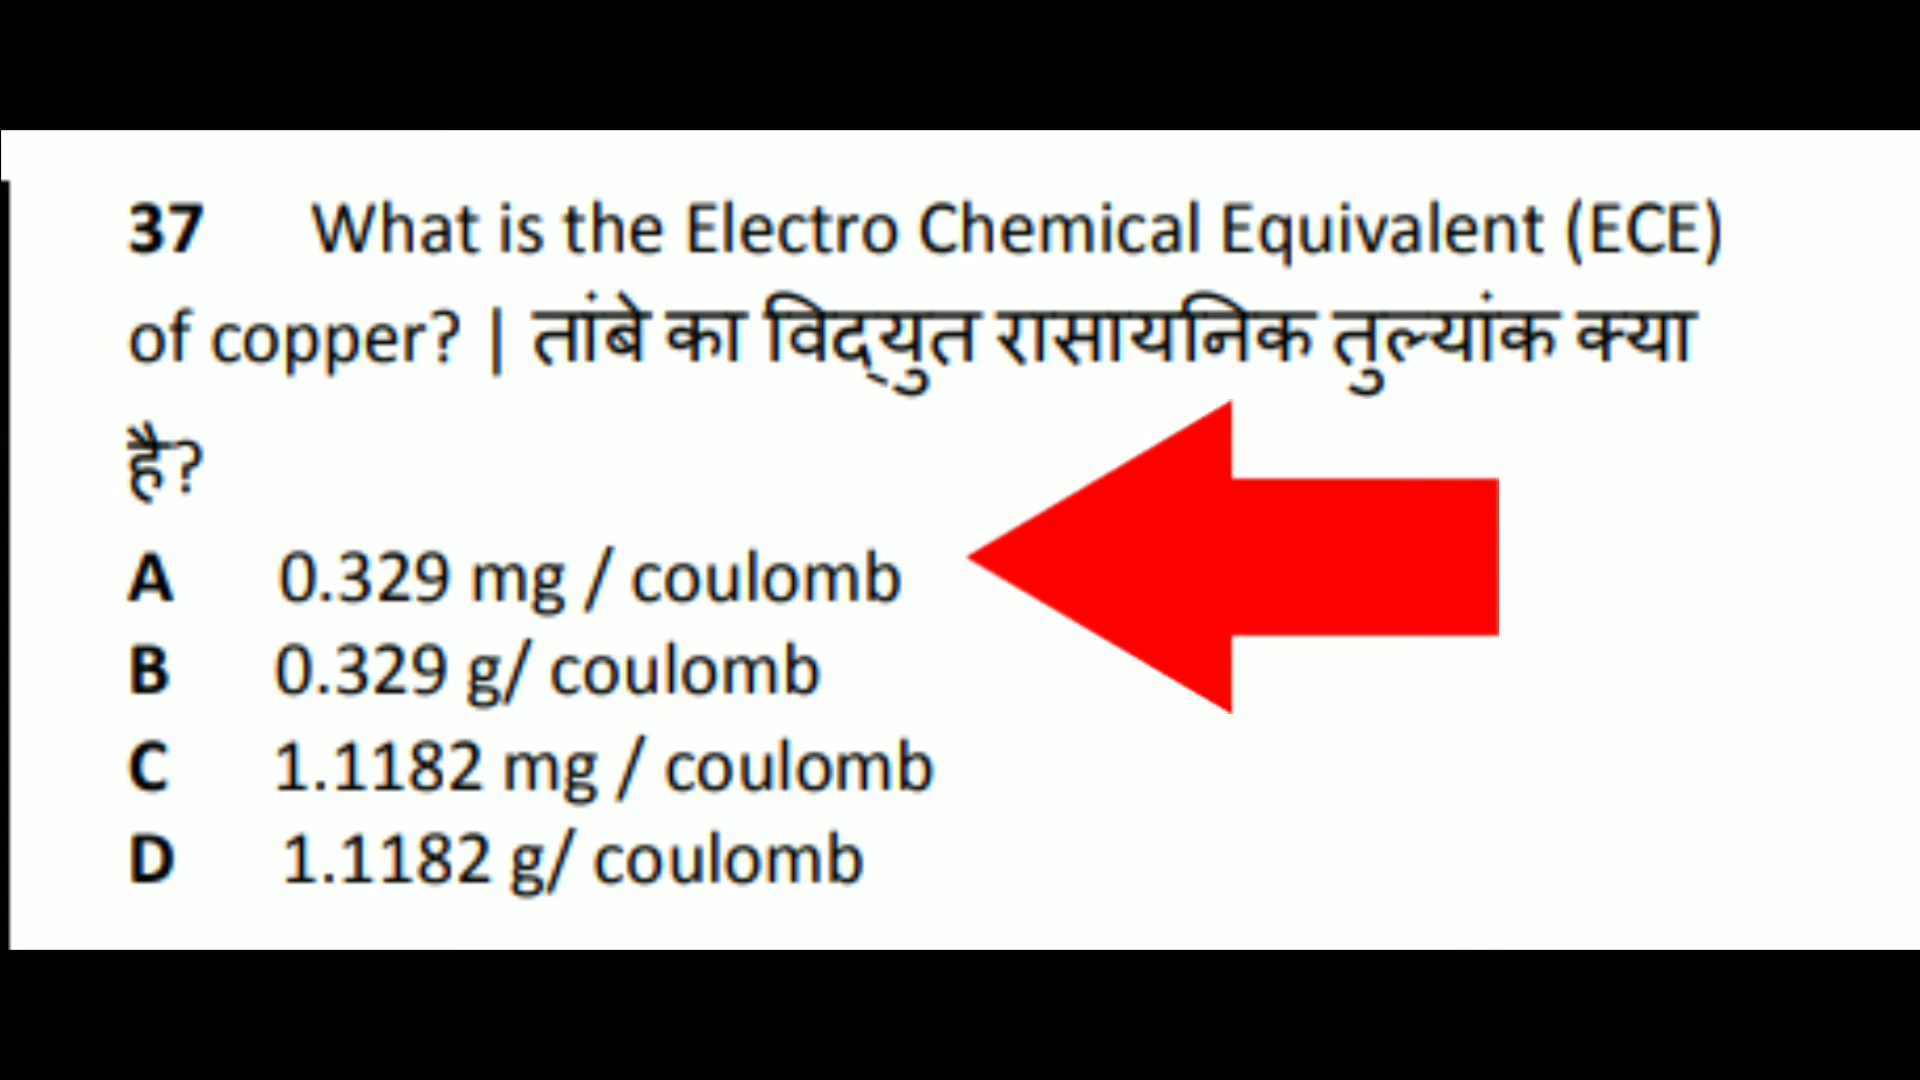 37 What is the Electro Chemical Equivalent (ECE)
of copper? | तांबे का विद्युत रासायनिक तुल्यांक क्या
है?
A 0.329 mg / coulomb
B 0.329 g/ coulomb
C 1.1182 mg / coulomb
D 1.1182 g/ coulomb